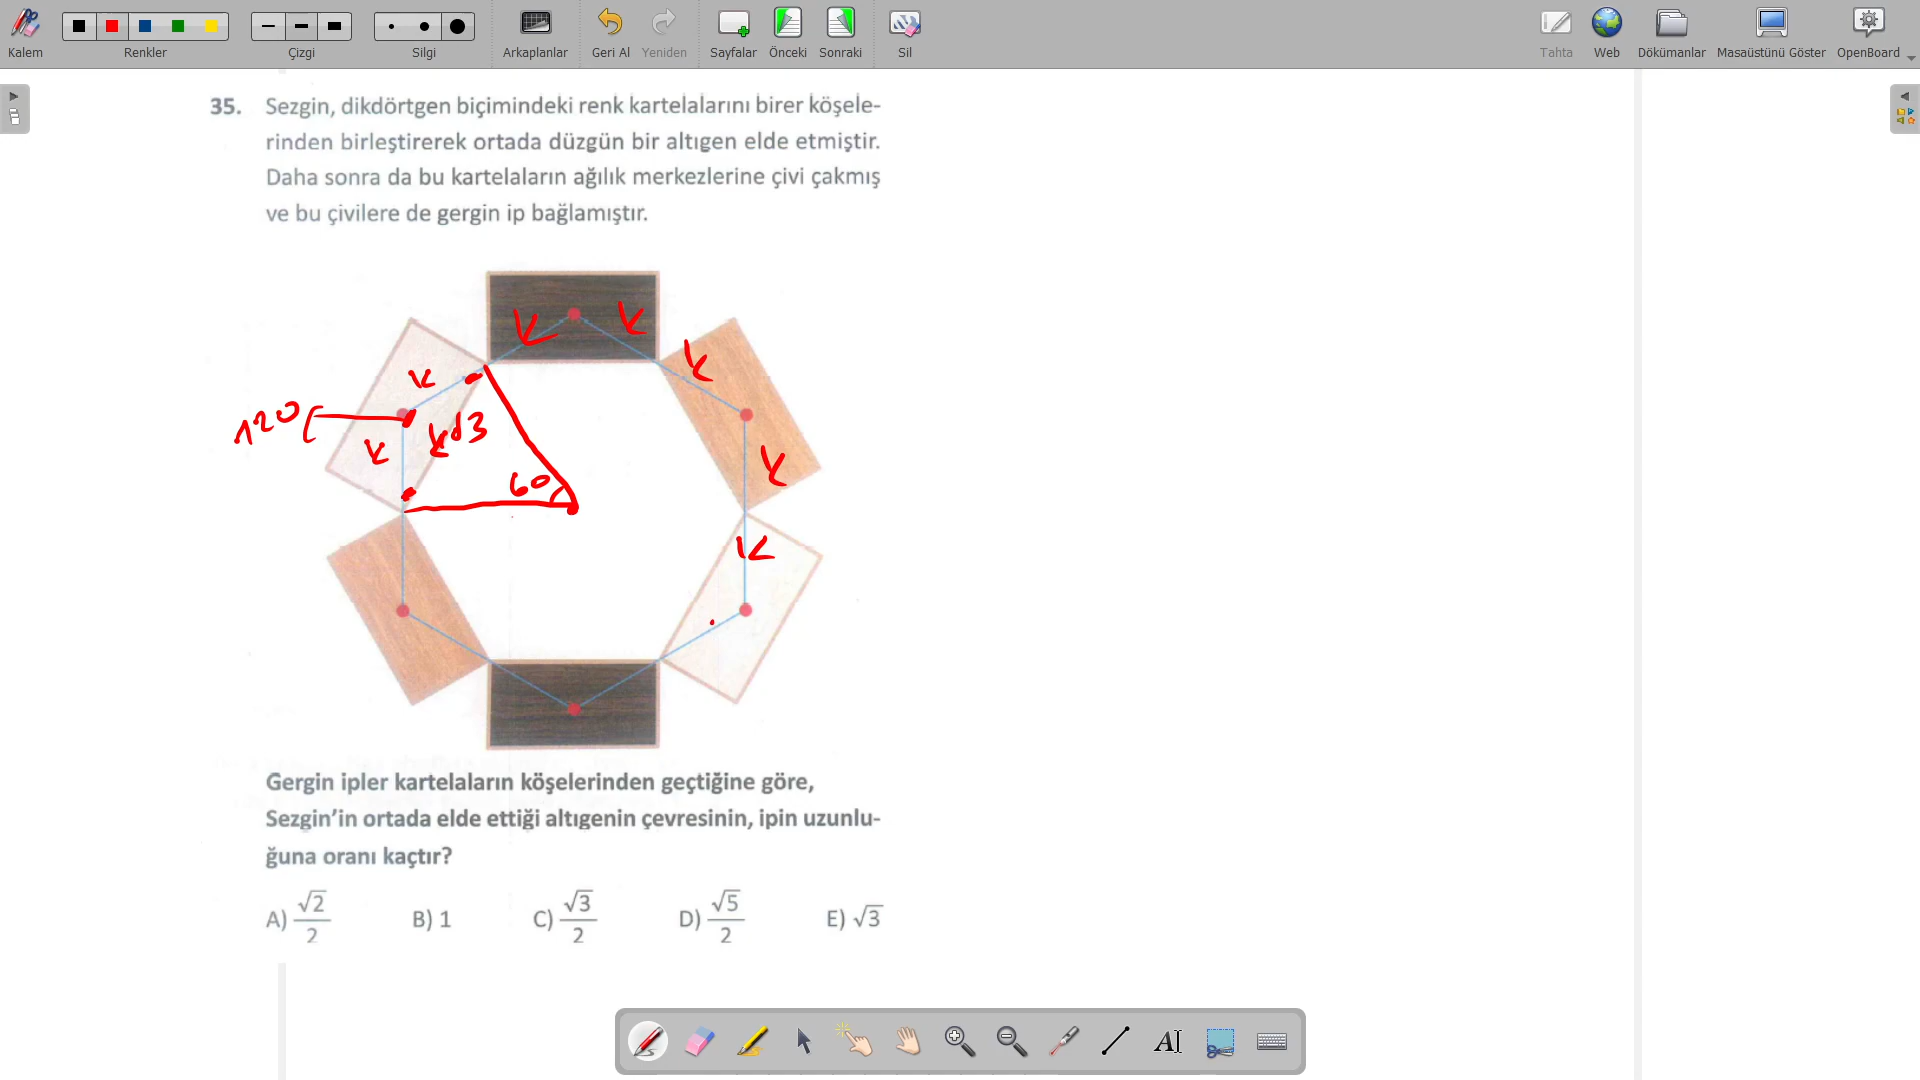 Kalem Renkler Çizgi Silgi Arkaplanlar Geri Al Yeniden Sayfalar Önceki Sonraki Sil Tahta Web Dökümanlar Masaüstünü Göster OpenBoard
35. Sezgin, dikdörtgen biçimindeki renk kartelalarını birer köşele-
rinden birleştirerek ortada düzgün bir altıgen elde etmiştir.
Daha sonra da bu kartelaların ağılık merkezlerine çivi çakmış
ve bu çivilere de gergin ip bağlamıştır.
k k
k k
120 k k√3 k
60
k
Gergin ipler kartelaların köşelerinden geçtiğine göre,
Sezgin'in ortada elde ettiği altıgenin çevresinin, ipin uzunlu-
ğuna oranı kaçtır?
A) √2/2 B) 1 C) √3/2 D) √5/2 E) √3